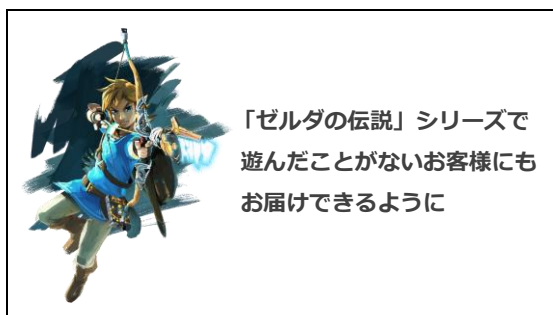 「ゼルダの伝説」シリーズで
遊んだことがないお客様にも
お届けできるように